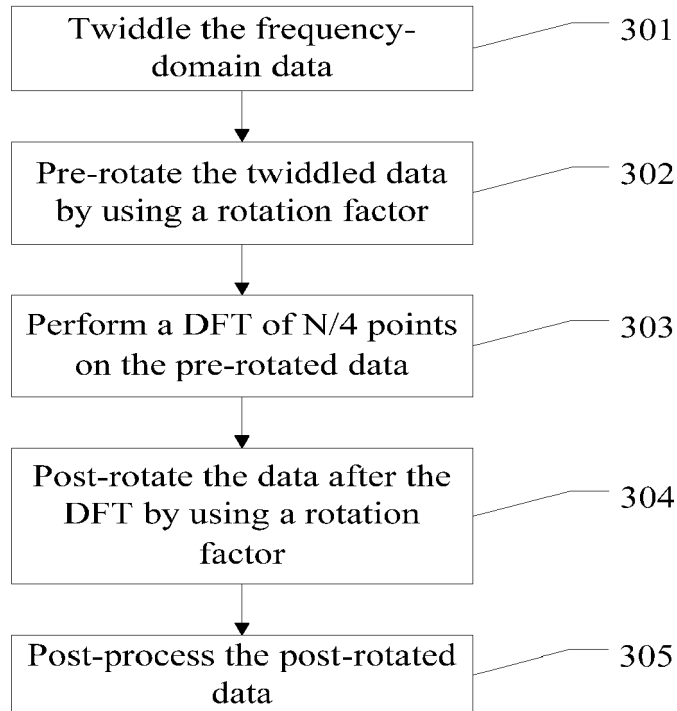 Twiddle the frequency-
domain data
301
Pre-rotate the twiddled data
by using a rotation factor
302
Perform a DFT of N/4 points
on the pre-rotated data
303
Post-rotate the data after the
DFT by using a rotation
factor
304
Post-process the post-rotated
data
305